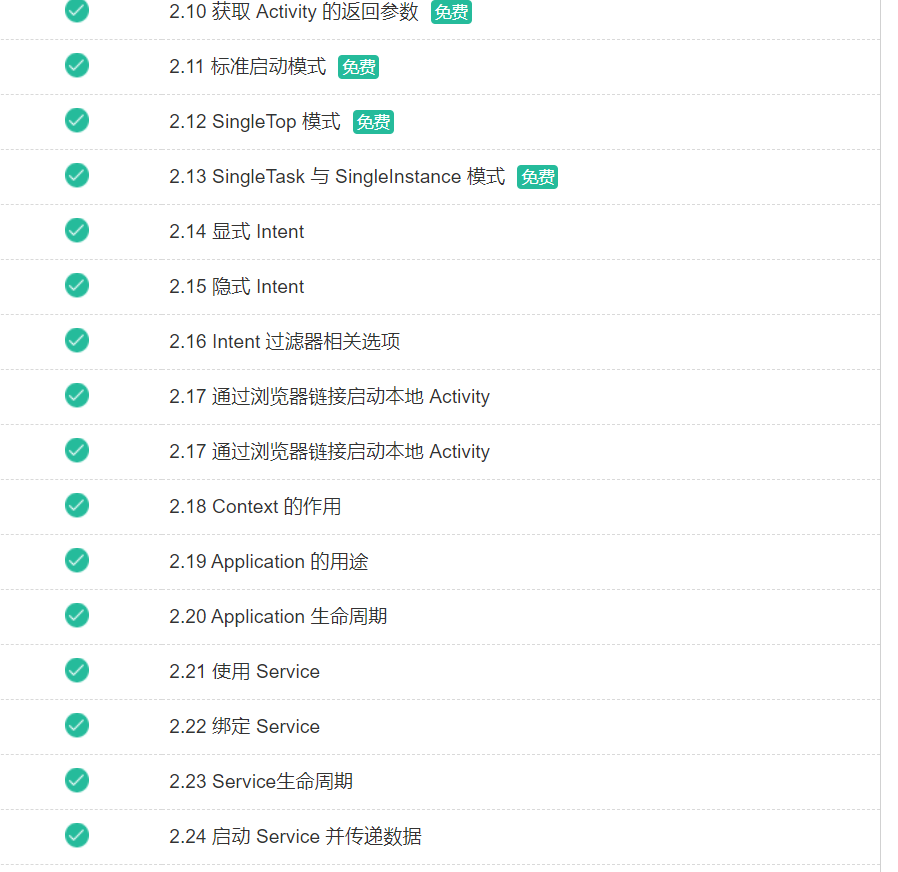 2.10 获取 Activity 的返回参数 免费
2.11 标准启动模式 免费
2.12 SingleTop 模式 免费
2.13 SingleTask 与 SingleInstance 模式 免费
2.14 显式 Intent
2.15 隐式 Intent
2.16 Intent 过滤器相关选项
2.17 通过浏览器链接启动本地 Activity
2.17 通过浏览器链接启动本地 Activity
2.18 Context 的作用
2.19 Application 的用途
2.20 Application 生命周期
2.21 使用 Service
2.22 绑定 Service
2.23 Service生命周期
2.24 启动 Service 并传递数据